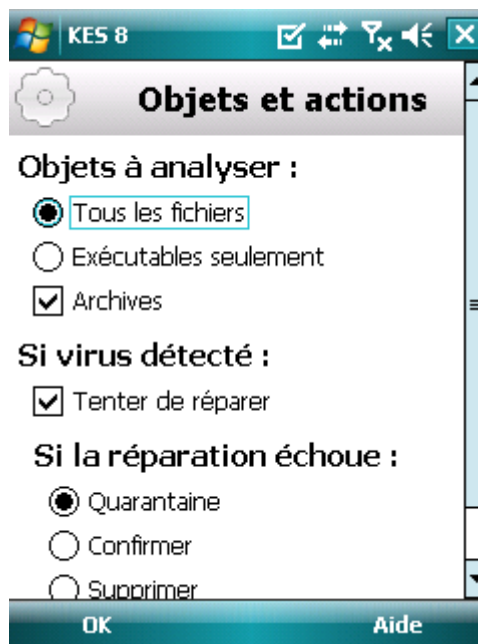 KES 8
Objets et actions
Objets à analyser :
Tous les fichiers
Exécutables seulement
Archives
Si virus détecté :
Tenter de réparer
Si la réparation échoue :
Quarantaine
Confirmer
Supprimer
OK
Aide